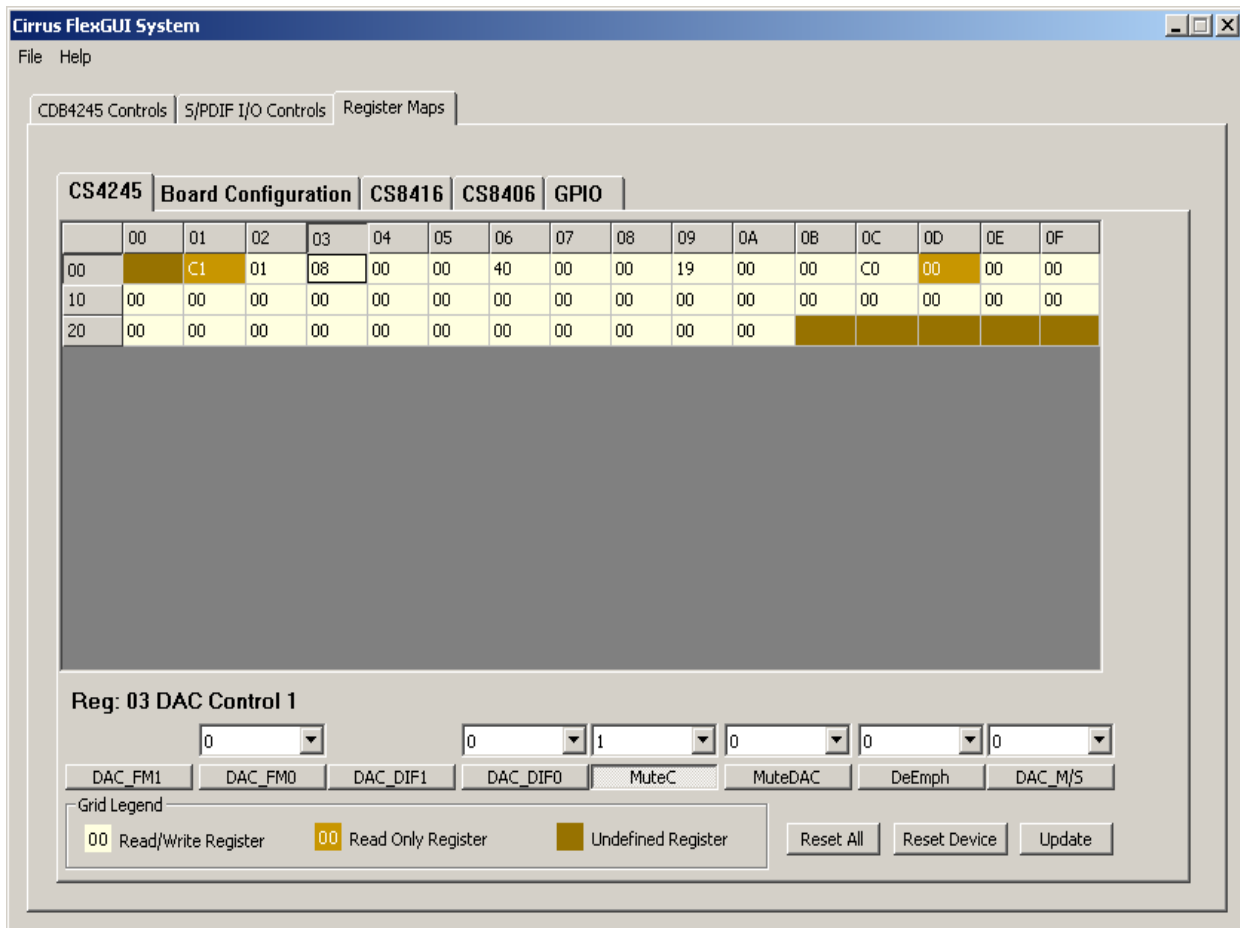 Cirrus FlexGUI System
File Help
CDB4245 Controls S/PDIF I/O Controls Register Maps
CS4245 Board Configuration CS8416 CS8406 GPIO
00 01 02 03 04 05 06 07 08 09 0A 0B 0C 0D 0E 0F
00 C1 01 08 00 00 40 00 00 19 00 00 C0 00 00 00
10 00 00 00 00 00 00 00 00 00 00 00 00 00 00 00 00
20 00 00 00 00 00 00 00 00 00 00 00
Reg: 03 DAC Control 1
0 0 1 0 0 0
DAC_FM1 DAC_FM0 DAC_DIF1 DAC_DIF0 MuteC MuteDAC DeEmph DAC_M/S
Grid Legend
00 Read/Write Register 00 Read Only Register Undefined Register Reset All Reset Device Update